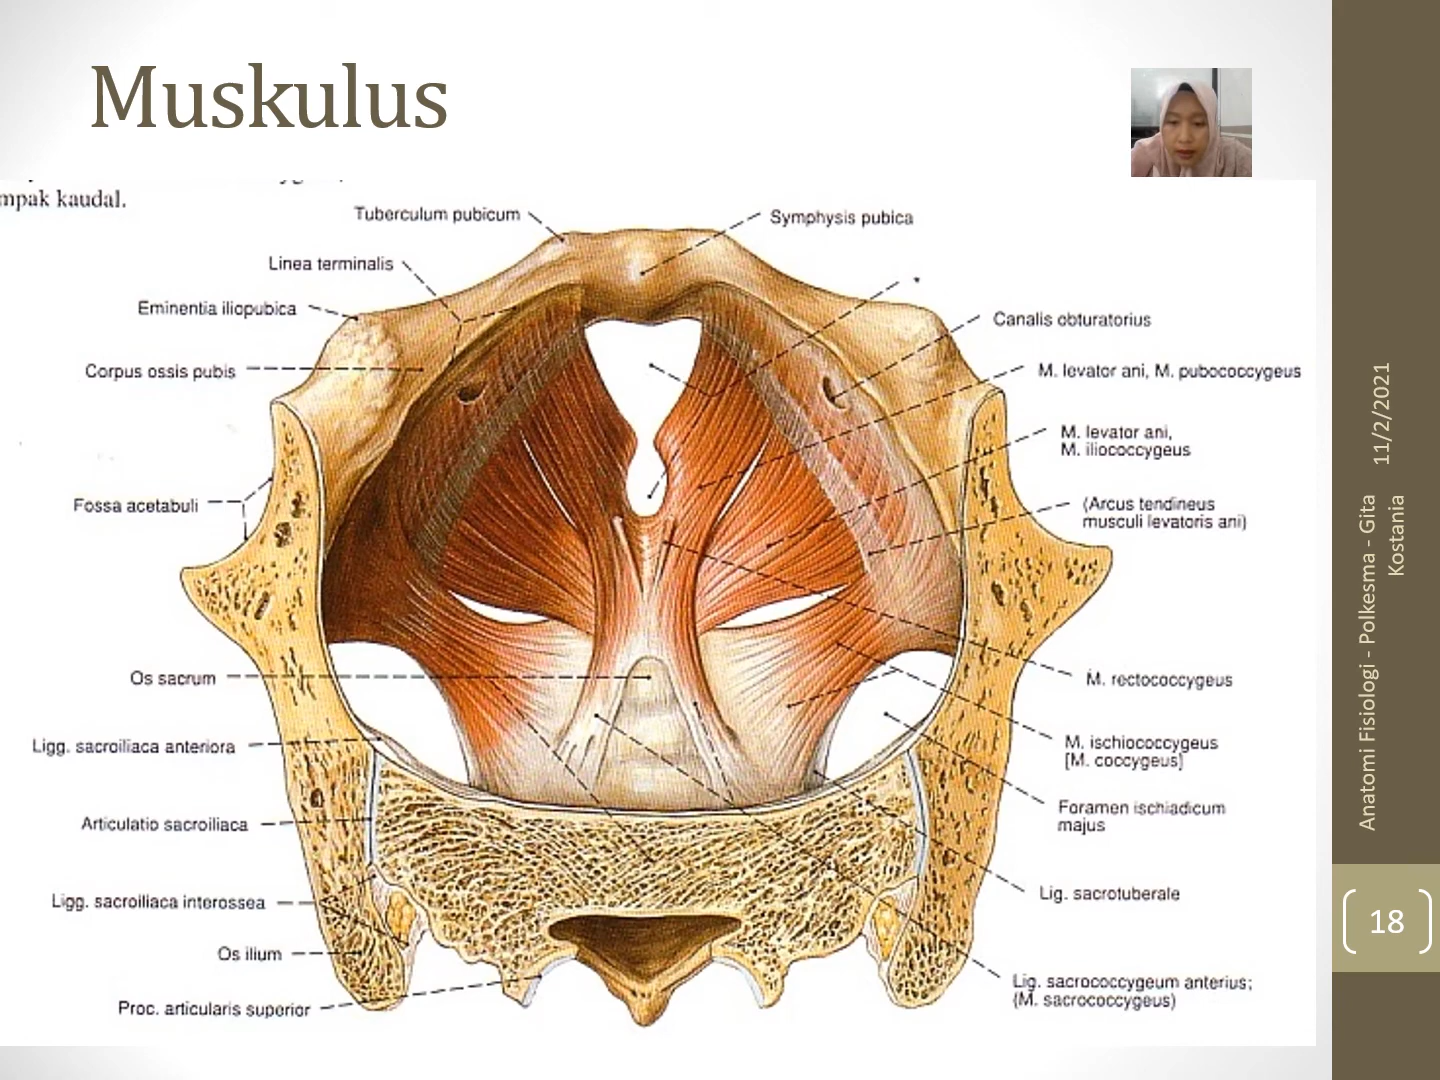 Muskulus
mpak kaudal.
Tuberculum pubicum
Symphysis pubica
Linea terminalis
*
Eminentia iliopubica
Canalis obturatorius
Corpus ossis pubis
M. levator ani, M. pubococcygeus
M. levator ani,
M. iliococcygeus
Fossa acetabuli
(Arcus tendineus
musculi levatoris ani)
Os sacrum
M. rectococcygeus
Ligg. sacroiliaca anteriora
M. ischiococcygeus
[M. coccygeus]
Articulatio sacroiliaca
Foramen ischiadicum
majus
Ligg. sacroiliaca interossea
Lig. sacrotuberale
Os ilium
Lig. sacrococcygeum anterius;
(M. sacrococcygeus)
Proc. articularis superior
11/2/2021
Anatomi Fisiologi - Polkesma - Gita
Kostania
18